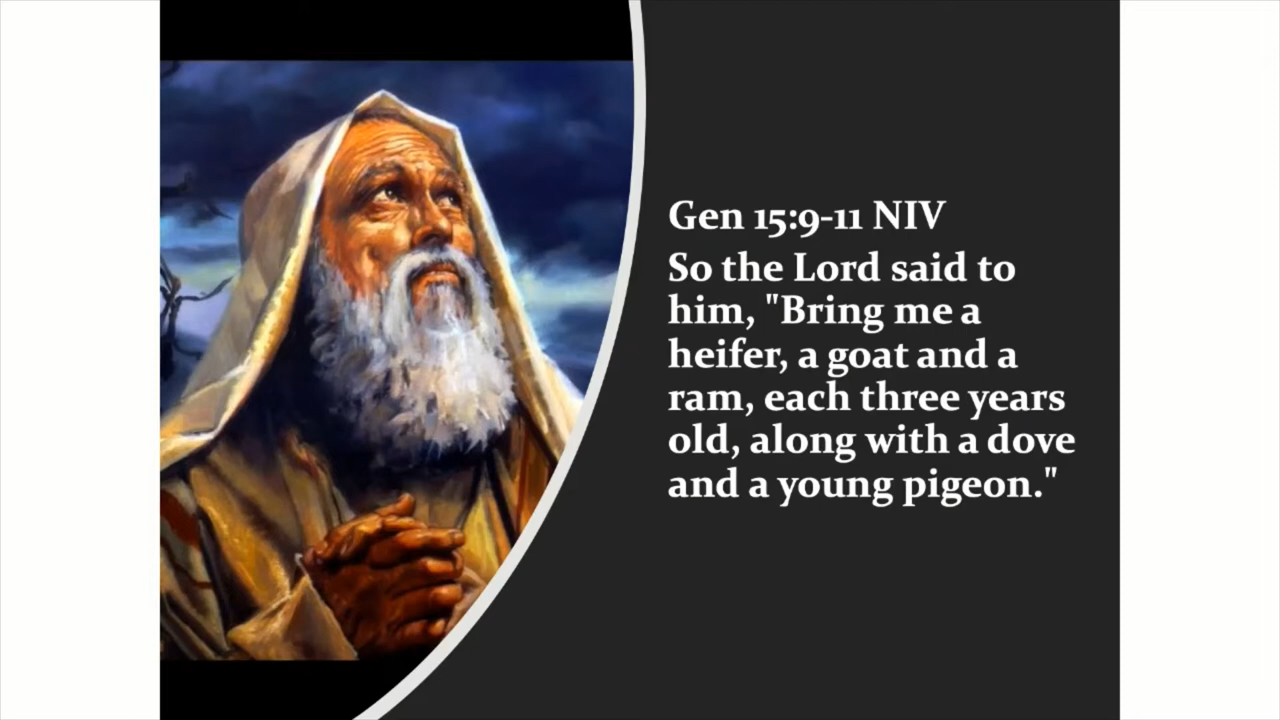 Gen 15:9-11 NIV
So the Lord said to
him, "Bring me a
heifer, a goat and a
ram, each three years
old, along with a dove
and a young pigeon."